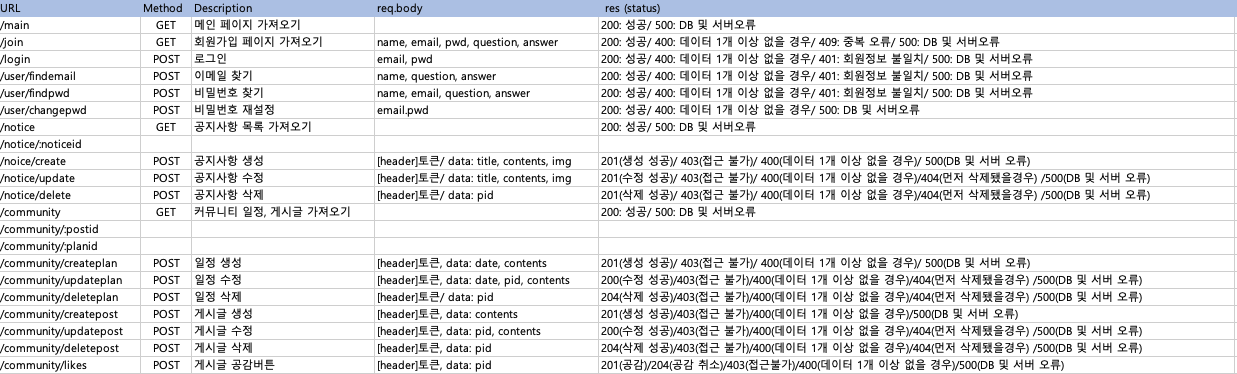 URL Method Description req.body res (status)
/main GET 메인 페이지 가져오기 200: 성공/ 500: DB 및 서버오류
/join GET 회원가입 페이지 가져오기 name, email, pwd, question, answer 200: 성공/ 400: 데이터 1개 이상 없을 경우/ 409: 중복 오류/ 500: DB 및 서버오류
/login POST 로그인 email, pwd 200: 성공/ 400: 데이터 1개 이상 없을 경우/ 401: 회원정보 불일치/ 500: DB 및 서버오류
/user/findemail POST 이메일 찾기 name, question, answer 200: 성공/ 400: 데이터 1개 이상 없을 경우/ 401: 회원정보 불일치/ 500: DB 및 서버오류
/user/findpwd POST 비밀번호 찾기 name, email, question, answer 200: 성공/ 400: 데이터 1개 이상 없을 경우/ 401: 회원정보 불일치/ 500: DB 및 서버오류
/user/changepwd POST 비밀번호 재설정 email.pwd 200: 성공/ 400: 데이터 1개 이상 없을 경우/ 500: DB 및 서버오류
/notice GET 공지사항 목록 가져오기 200: 성공/ 500: DB 및 서버오류
/notice/:noticeid
/noice/create POST 공지사항 생성 [header]토큰/ data: title, contents, img 201(생성 성공)/ 403(접근 불가)/ 400(데이터 1개 이상 없을 경우)/ 500(DB 및 서버 오류)
/notice/update POST 공지사항 수정 [header]토큰/ data: title, contents, img 201(수정 성공)/ 403(접근 불가)/ 400(데이터 1개 이상 없을 경우)/404(먼저 삭제됐을경우) /500(DB 및 서버 오류)
/notice/delete POST 공지사항 삭제 [header]토큰/ data: pid 201(삭제 성공)/ 403(접근 불가)/ 400(데이터 1개 이상 없을 경우)/404(먼저 삭제됐을경우) /500(DB 및 서버 오류)
/community GET 커뮤니티 일정, 게시글 가져오기 200: 성공/ 500: DB 및 서버오류
/community/:postid
/community/:planid
/community/createplan POST 일정 생성 [header]토큰, data: date, contents 201(생성 성공)/ 403(접근 불가)/ 400(데이터 1개 이상 없을 경우)/ 500(DB 및 서버 오류)
/community/updateplan POST 일정 수정 [header]토큰, data: date, pid, contents 200(수정 성공)/403(접근 불가)/400(데이터 1개 이상 없을 경우)/404(먼저 삭제됐을경우) /500(DB 및 서버 오류)
/community/deleteplan POST 일정 삭제 [header]토큰/ data: pid 204(삭제 성공)/403(접근 불가)/400(데이터 1개 이상 없을 경우)/404(먼저 삭제됐을경우) /500(DB 및 서버 오류)
/community/createpost POST 게시글 생성 [header]토큰, data: contents 201(생성 성공)/403(접근 불가)/400(데이터 1개 이상 없을 경우)/500(DB 및 서버 오류)
/community/updatepost POST 게시글 수정 [header]토큰, data: pid, contents 200(수정 성공)/403(접근 불가)/400(데이터 1개 이상 없을 경우)/404(먼저 삭제됐을경우) /500(DB 및 서버 오류)
/community/deletepost POST 게시글 삭제 [header]토큰, data: pid 204(삭제 성공)/403(접근 불가)/400(데이터 1개 이상 없을 경우)/404(먼저 삭제됐을경우) /500(DB 및 서버 오류)
/community/likes POST 게시글 공감버튼 [header]토큰, data: pid 201(공감)/204(공감 취소)/403(접근불가)/400(데이터 1개 이상 없을 경우)/500(DB 및 서버 오류)